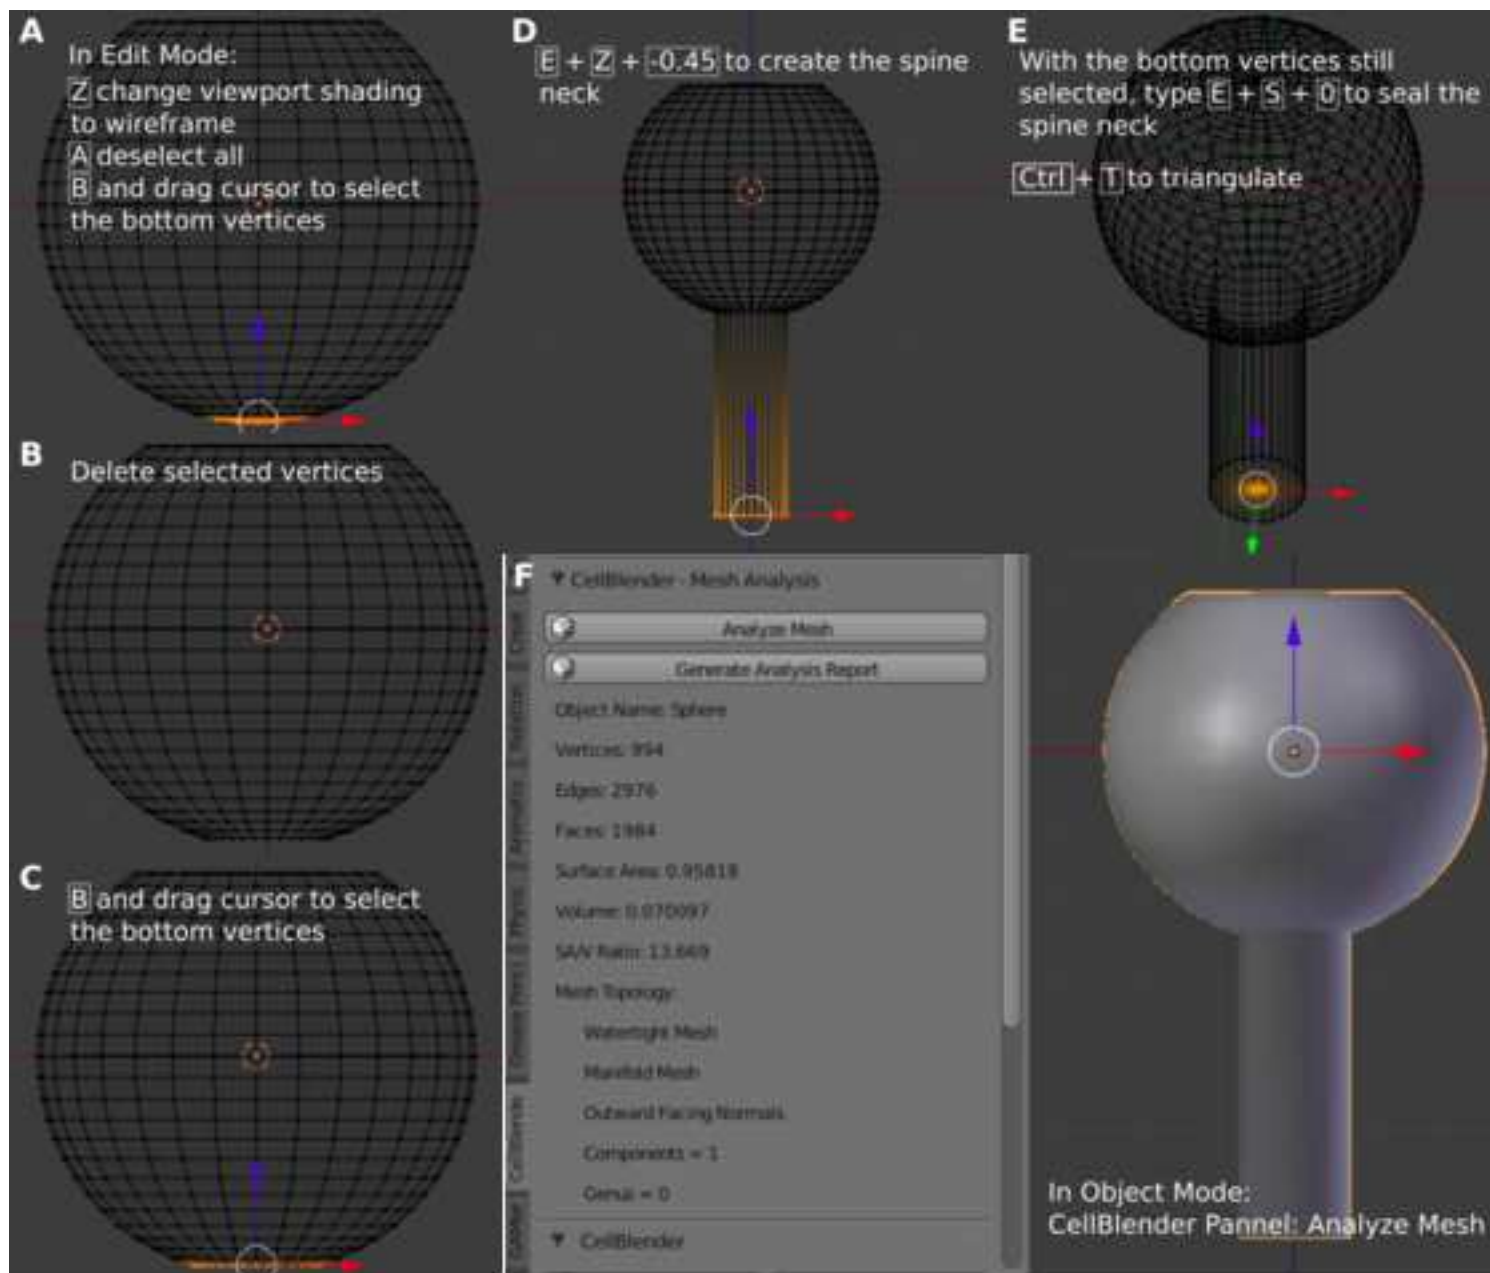 A
In Edit Mode:
Z change viewport shading
to wireframe
A deselect all
B and drag cursor to select
the bottom vertices
B
Delete selected vertices
C
B and drag cursor to select
the bottom vertices
D
E + Z + -0.45 to create the spine
neck
E
With the bottom vertices still
selected, type E + S + 0 to seal the
spine neck
Ctrl + T to triangulate
F
CellBlender - Mesh Analysis
Analyze Mesh
Generate Analysis Report
Object Name: Sphere
Vertices: 994
Edges: 2976
Faces: 1984
Surface Area: 0.95818
Volume: 0.070097
SA/V Ratio: 13.669
Mesh Topology:
Watertight Mesh
Manifold Mesh
Outward Facing Normals
Components = 1
Genus = 0
CellBlender
In Object Mode:
CellBlender Pannel: Analyze Mesh